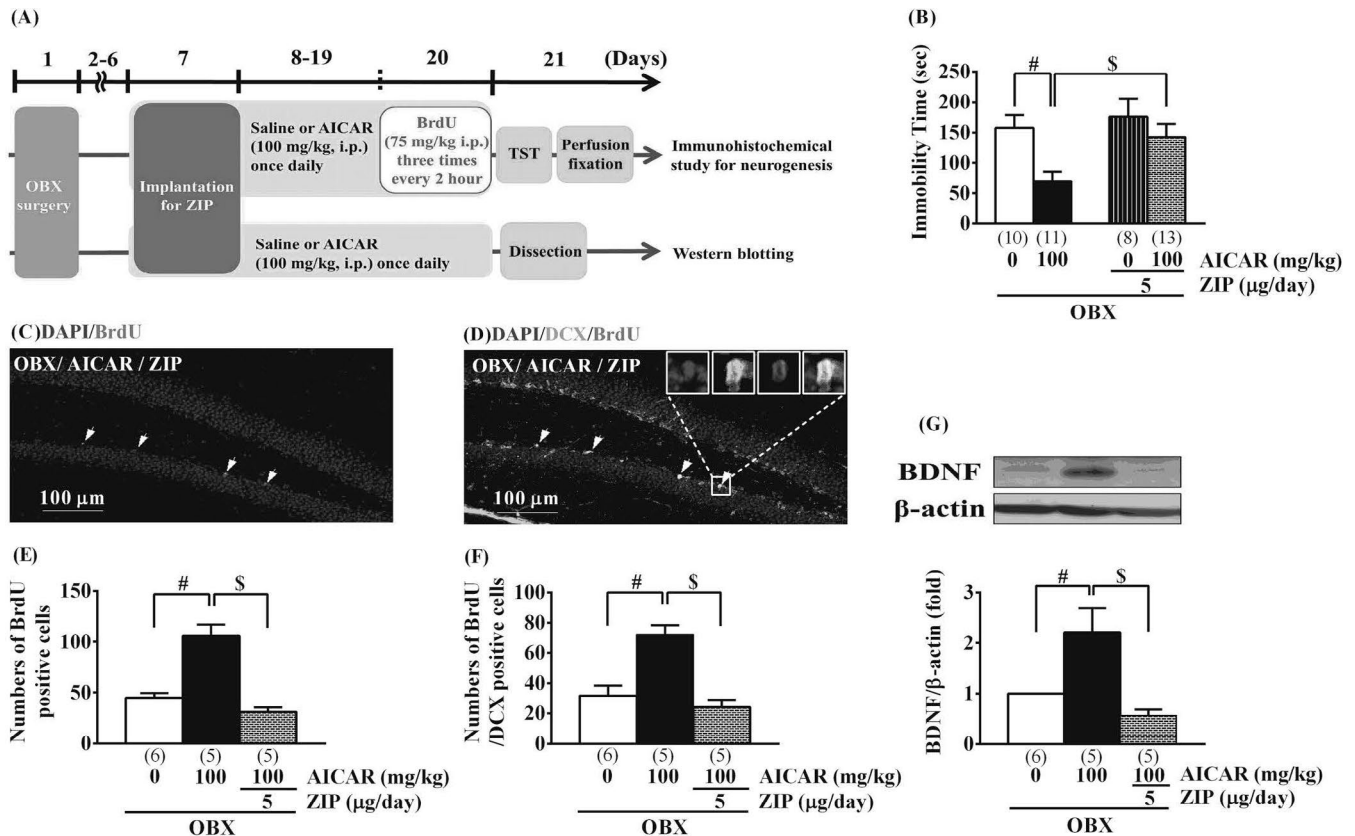 (A)
1 2-6 7 8-19 20 21 (Days)
OBX
surgery
Implantation
for ZIP
Saline or AICAR
(100 mg/kg, i.p.)
once daily
BrdU
(75 mg/kg i.p.)
three times
every 2 hour
TST
Perfusion
fixation
Immunohistochemical
study for neurogenesis
Saline or AICAR
(100 mg/kg, i.p.) once daily
Dissection
Western blotting
(B)
Immobility Time (sec)
250
200
150
100
50
0
# $
(10) (11) (8) (13)
0 100 0 100 AICAR (mg/kg)
5 ZIP (μg/day)
OBX
(C)DAPI/BrdU
OBX/ AICAR / ZIP
100 μm
(D)DAPI/DCX/BrdU
OBX/ AICAR / ZIP
100 μm
(G)
BDNF
β-actin
(E)
Numbers of BrdU
positive cells
150
100
50
0
# $
(6) (5) (5)
0 100 100 AICAR (mg/kg)
5 ZIP (μg/day)
OBX
(F)
Numbers of BrdU
/DCX positive cells
100
80
60
40
20
0
# $
(6) (5) (5)
0 100 100 AICAR (mg/kg)
5 ZIP (μg/day)
OBX
BDNF/β-actin (fold)
3
2
1
0
# $
(6) (5) (5)
0 100 100 AICAR (mg/kg)
5 ZIP (μg/day)
OBX